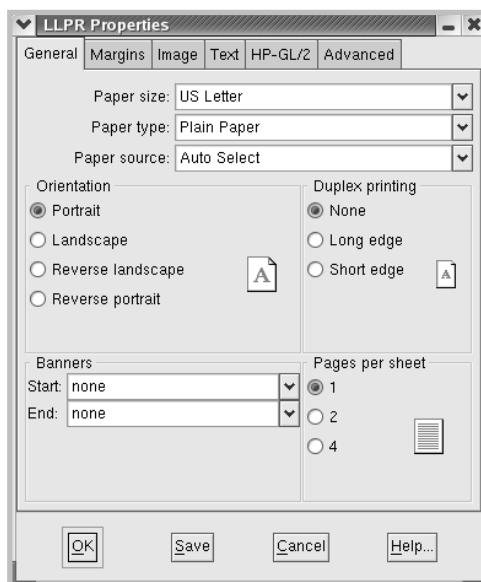 LLPR Properties
General Margins Image Text HP-GL/2 Advanced
Paper size: US Letter
Paper type: Plain Paper
Paper source: Auto Select
Orientation
Portrait
Landscape
Reverse landscape
Reverse portrait
A
Duplex printing
None
Long edge
Short edge
A
Banners
Start: none
End: none
Pages per sheet
1
2
4
OK Save Cancel Help...